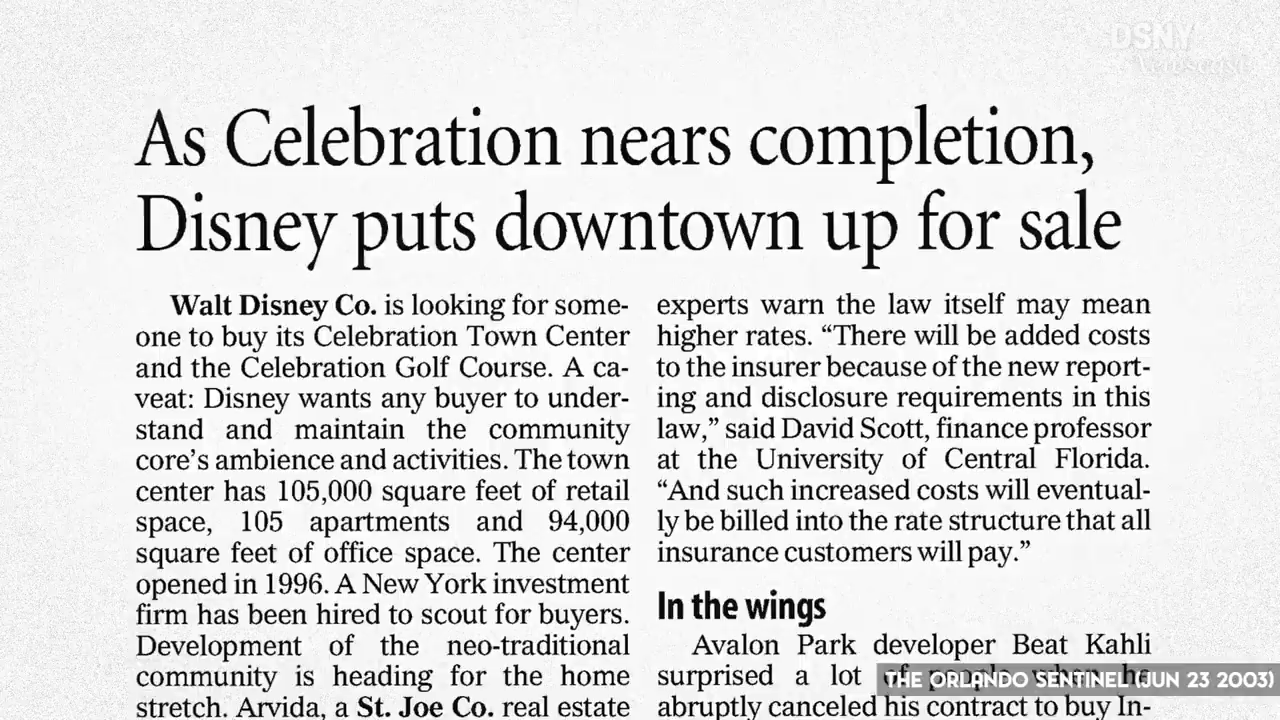 DSNY
Newscast
As Celebration nears completion,
Disney puts downtown up for sale
Walt Disney Co. is looking for some-
one to buy its Celebration Town Center
and the Celebration Golf Course. A ca-
veat: Disney wants any buyer to under-
stand and maintain the community
core’s ambience and activities. The town
center has 105,000 square feet of retail
space, 105 apartments and 94,000
square feet of office space. The center
opened in 1996. A New York investment
firm has been hired to scout for buyers.
Development of the neo-traditional
community is heading for the home
stretch. Arvida, a St. Joe Co. real estate
experts warn the law itself may mean
higher rates. “There will be added costs
to the insurer because of the new report-
ing and disclosure requirements in this
law,” said David Scott, finance professor
at the University of Central Florida.
“And such increased costs will eventual-
ly be billed into the rate structure that all
insurance customers will pay.”
In the wings
Avalon Park developer Beat Kahli
surprised a lot of people when he
abruptly canceled his contract to buy In-
THE ORLANDO SENTINEL (JUN 23 2003)